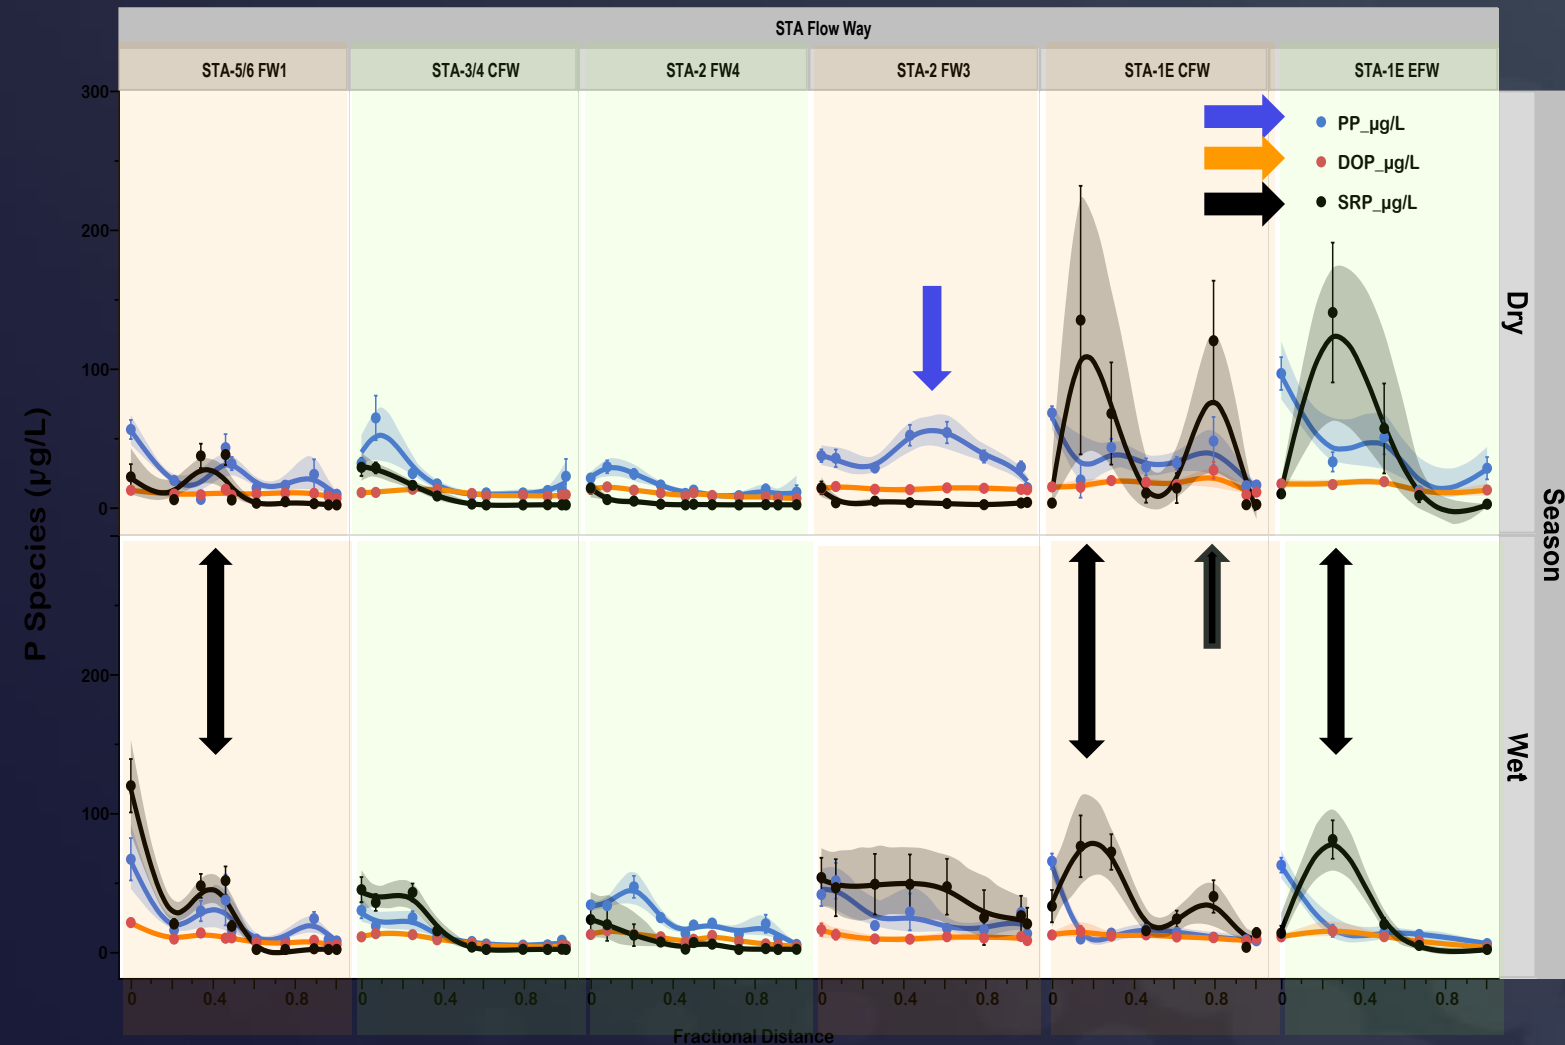 STA Flow Way
STA-5/6 FW1 STA-3/4 CFW STA-2 FW4 STA-2 FW3 STA-1E CFW STA-1E EFW
300
PP_µg/L
DOP_µg/L
SRP_µg/L
200
100
0
Dry
P Species (µg/L)
Season
200
100
0
Wet
0 0.4 0.8 0 0.4 0.8 0 0.4 0.8 0 0.4 0.8 0 0.4 0.8 0 0.4 0.8
Fractional Distance